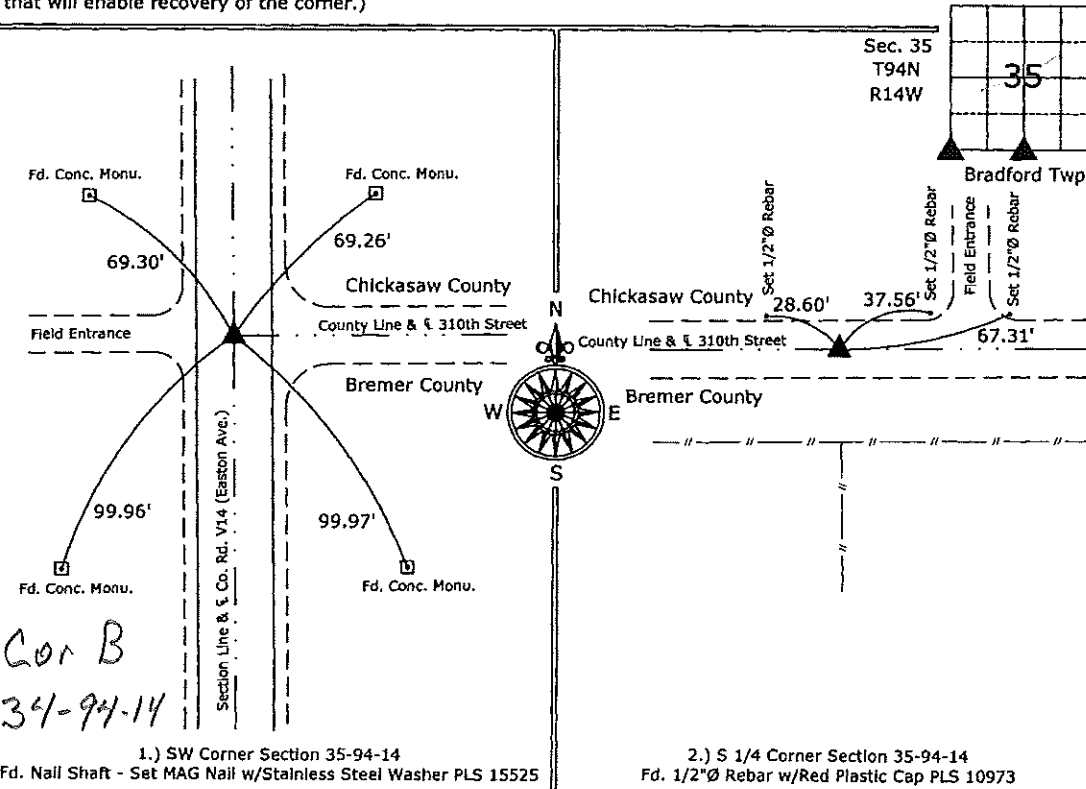 that will enable recovery of the corner.)
Sec. 35
T94N
R14W
35
Bradford Twp
Fd. Conc. Monu.
Fd. Conc. Monu.
69.30'
69.26'
Chickasaw County
Field Entrance
County Line & ℄ 310th Street
Bremer County
99.96'
99.97'
Fd. Conc. Monu.
Fd. Conc. Monu.
Section Line & ℄ Co. Rd. V14 (Easton Ave.)
Cor B
34-94-14
1.) SW Corner Section 35-94-14
Fd. Nail Shaft - Set MAG Nail w/Stainless Steel Washer PLS 15525
N
W
E
S
Set 1/2"Ø Rebar
Set 1/2"Ø Rebar
Field Entrance
Set 1/2"Ø Rebar
Chickasaw County
28.60'
37.56'
67.31'
County Line & ℄ 310th Street
Bremer County
2.) S 1/4 Corner Section 35-94-14
Fd. 1/2"Ø Rebar w/Red Plastic Cap PLS 10973